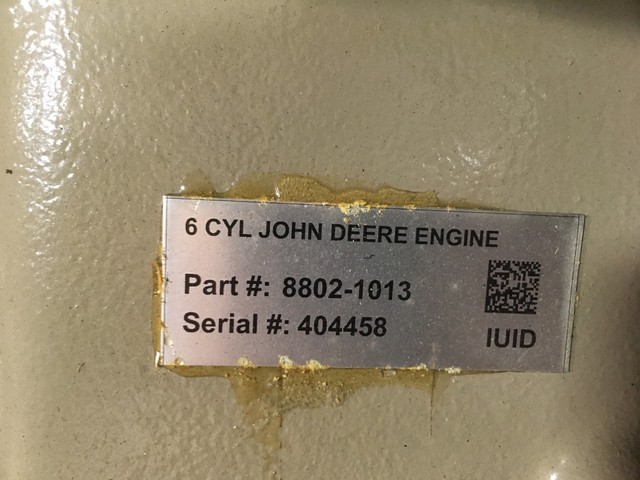 6 CYL JOHN DEERE ENGINE
Part #: 8802-1013
Serial #: 404458
IUID